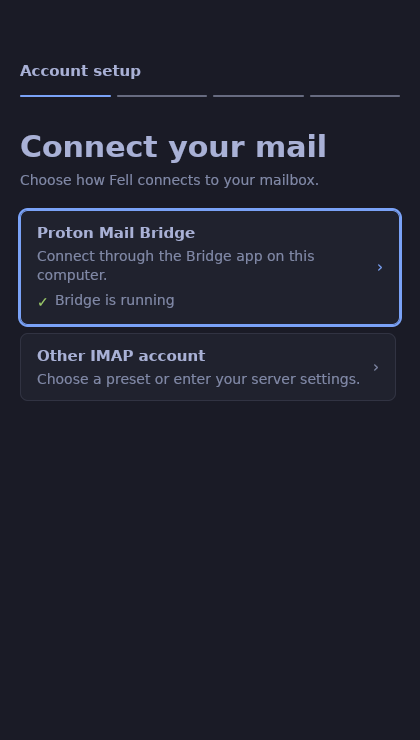 Account setup
Connect your mail
Choose how Fell connects to your mailbox.
Proton Mail Bridge
Connect through the Bridge app on this
computer.
✓ Bridge is running
Other IMAP account
Choose a preset or enter your server settings.